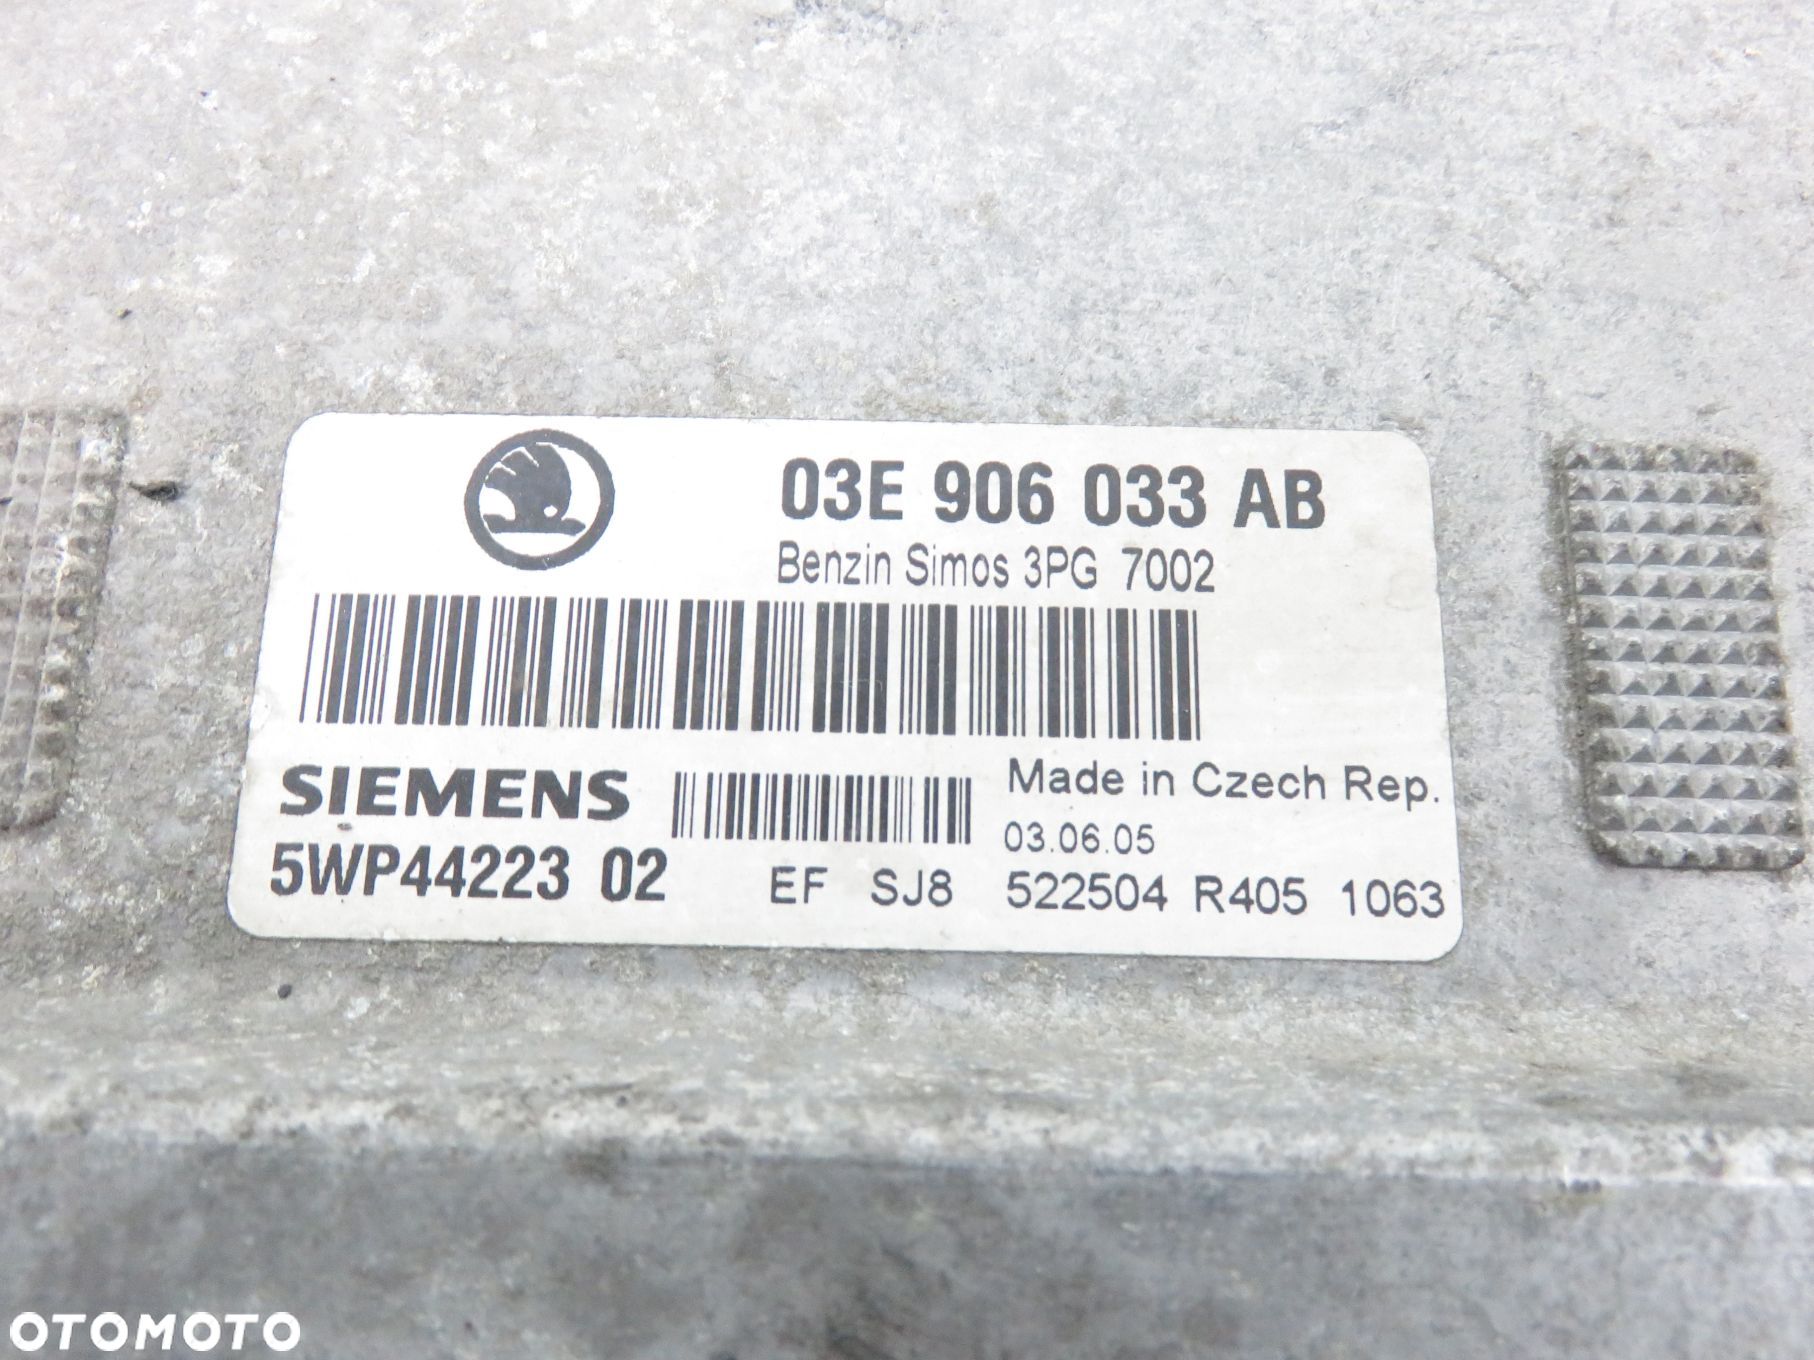 03E 906 033 AB
Benzin Simos 3PG 7002
SIEMENS
Made in Czech Rep.
03.06.05
5WP44223 02
EF SJ8 522504 R405 1063
OTOMOTO